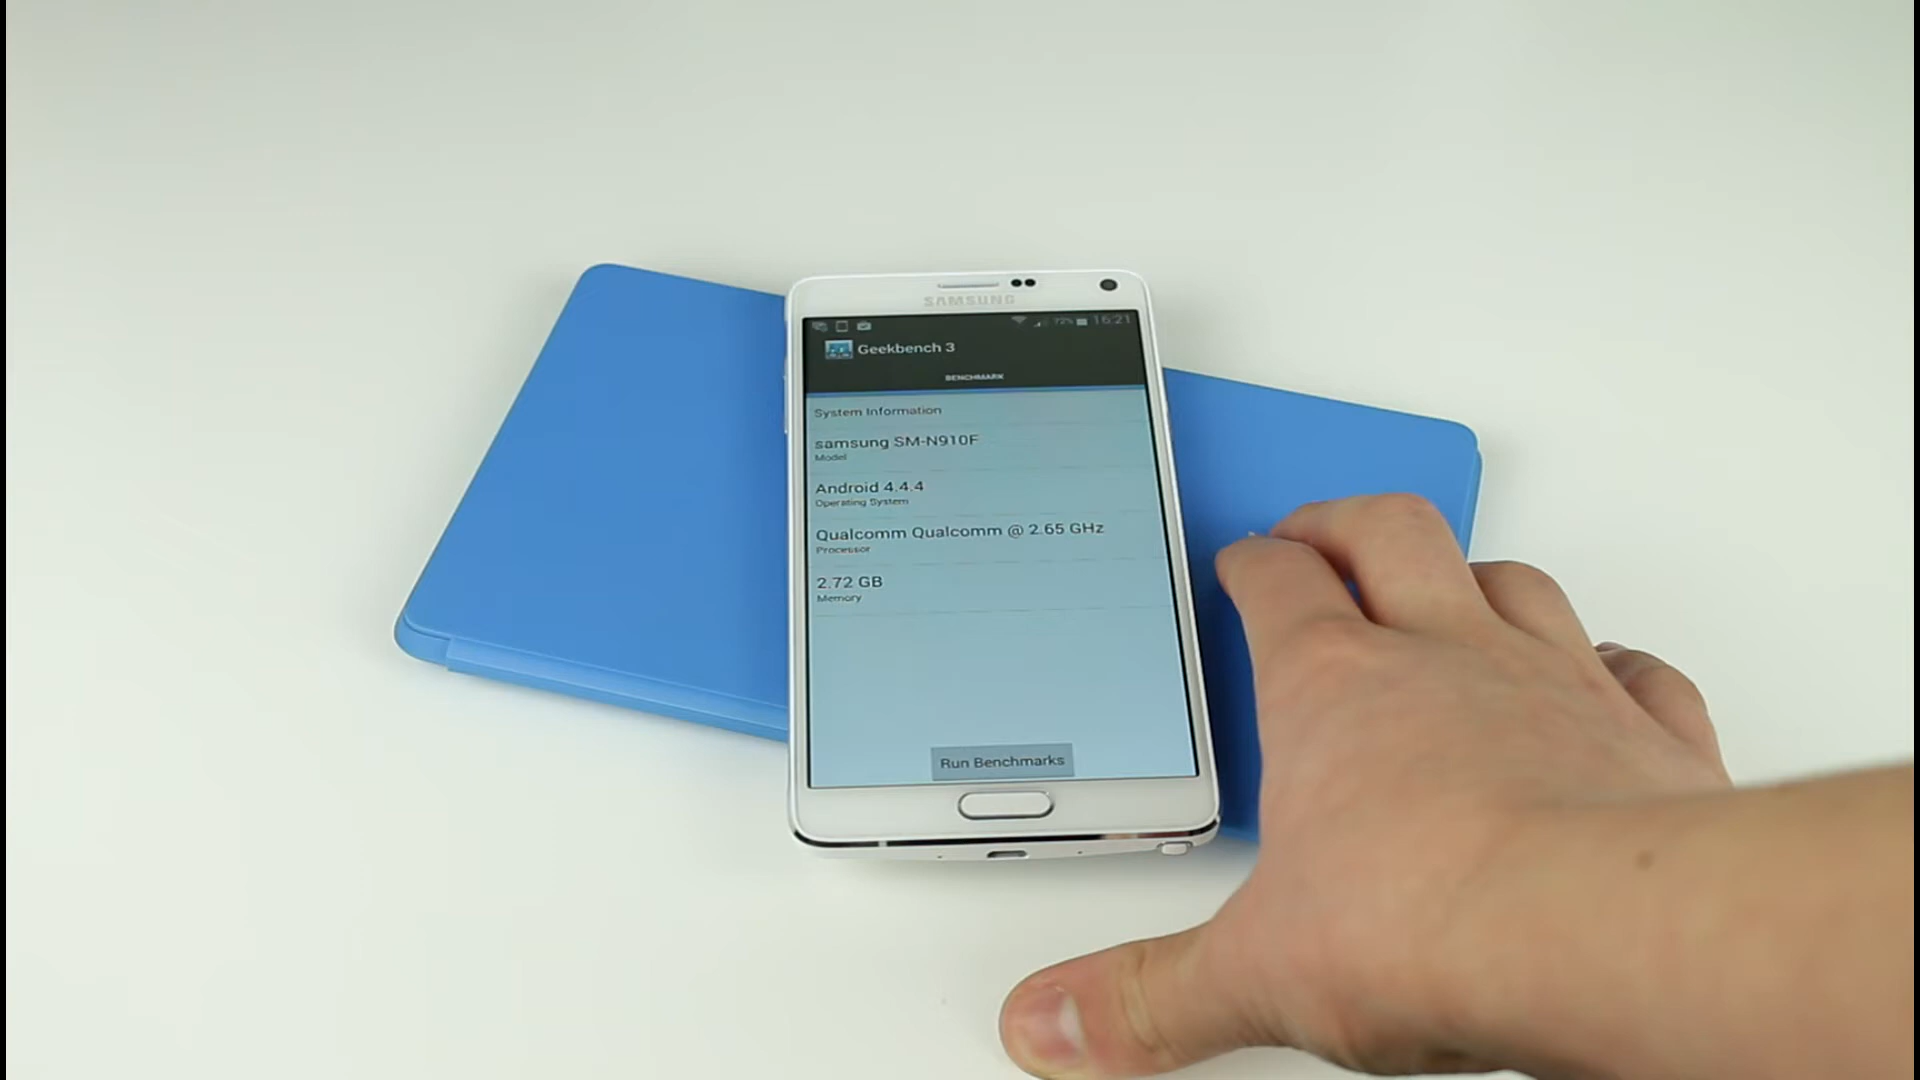 SAMSUNG
72% 16:21
Geekbench 3
BENCHMARK
System Information
samsung SM-N910F
Model
Android 4.4.4
Operating System
Qualcomm Qualcomm @ 2.65 GHz
Processor
2.72 GB
Memory
Run Benchmarks